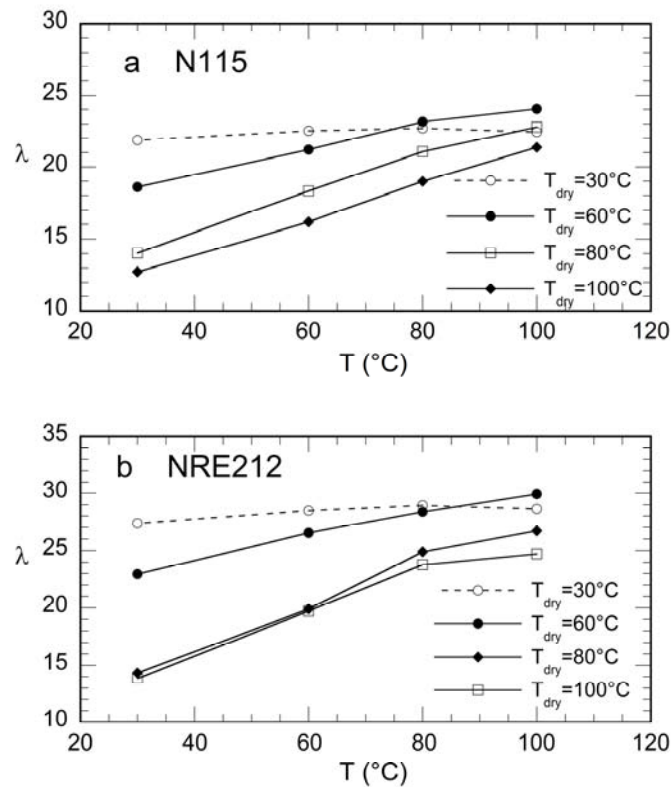 30
a N115
25
λ
20
T_dry=30°C
T_dry=60°C
15
T_dry=80°C
T_dry=100°C
10
20 40 60 80 100 120
T (°C)
35
b NRE212
30
λ
25
20
T_dry=30°C
T_dry=60°C
15
T_dry=80°C
T_dry=100°C
10
20 40 60 80 100 120
T (°C)